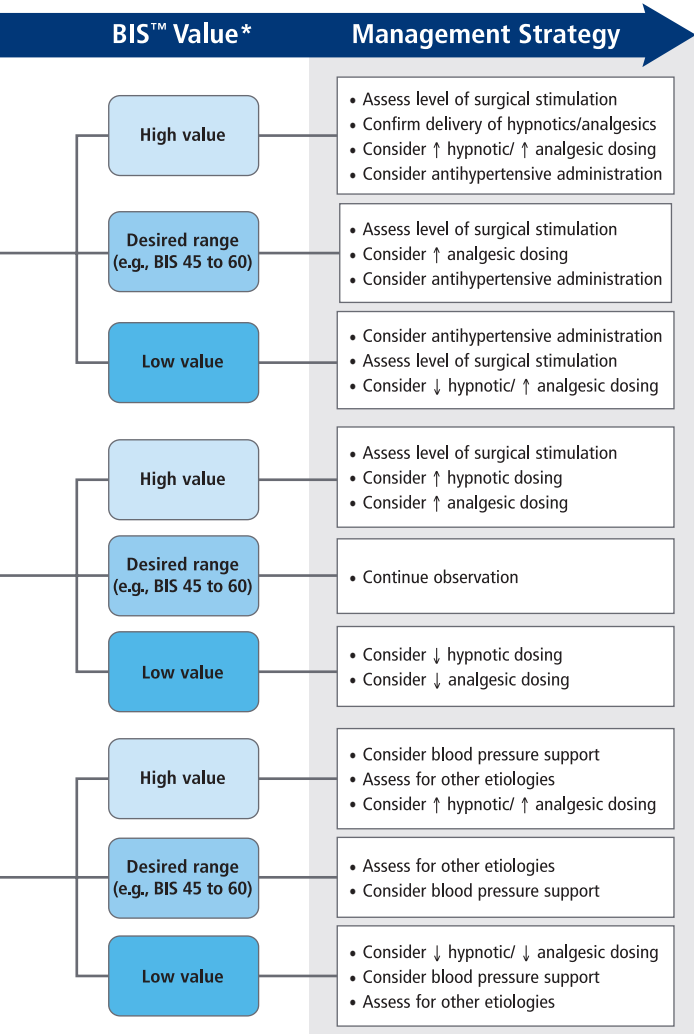 BIS™ Value* Management Strategy
High value
• Assess level of surgical stimulation
• Confirm delivery of hypnotics/analgesics
• Consider ↑ hypnotic/ ↑ analgesic dosing
• Consider antihypertensive administration
Desired range
(e.g., BIS 45 to 60)
• Assess level of surgical stimulation
• Consider ↑ analgesic dosing
• Consider antihypertensive administration
Low value
• Consider antihypertensive administration
• Assess level of surgical stimulation
• Consider ↓ hypnotic/ ↑ analgesic dosing
High value
• Assess level of surgical stimulation
• Consider ↑ hypnotic dosing
• Consider ↑ analgesic dosing
Desired range
(e.g., BIS 45 to 60)
• Continue observation
Low value
• Consider ↓ hypnotic dosing
• Consider ↓ analgesic dosing
High value
• Consider blood pressure support
• Assess for other etiologies
• Consider ↑ hypnotic/ ↑ analgesic dosing
Desired range
(e.g., BIS 45 to 60)
• Assess for other etiologies
• Consider blood pressure support
Low value
• Consider ↓ hypnotic/ ↓ analgesic dosing
• Consider blood pressure support
• Assess for other etiologies